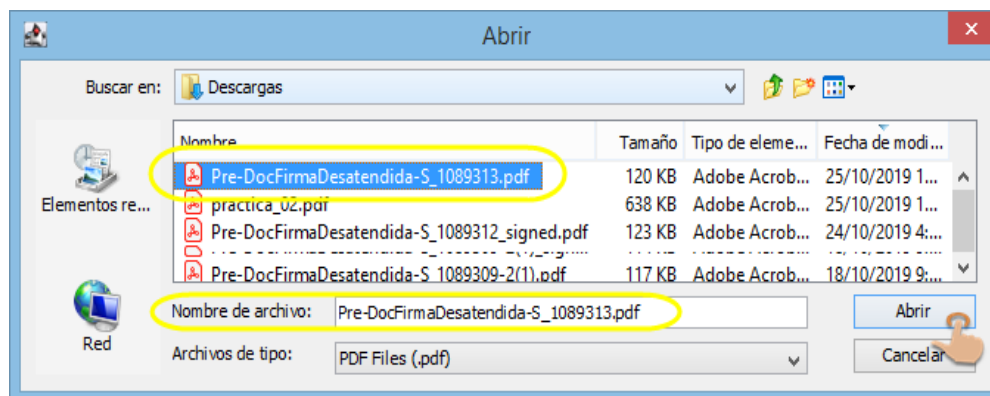 Abrir
Buscar en: Descargas
Nombre Tamaño Tipo de eleme... Fecha de modi...
Pre-DocFirmaDesatendida-S_1089313.pdf 120 KB Adobe Acrob... 25/10/2019 1...
practica_02.pdf 638 KB Adobe Acrob... 25/10/2019 1...
Pre-DocFirmaDesatendida-S_1089312_signed.pdf 123 KB Adobe Acrob... 24/10/2019 4:...
Pre-DocFirmaDesatendida-S_1089309-2(1).pdf 117 KB Adobe Acrob... 18/10/2019 9:...
Elementos re...
Red
Nombre de archivo: Pre-DocFirmaDesatendida-S_1089313.pdf Abrir
Archivos de tipo: PDF Files (.pdf) Cancelar